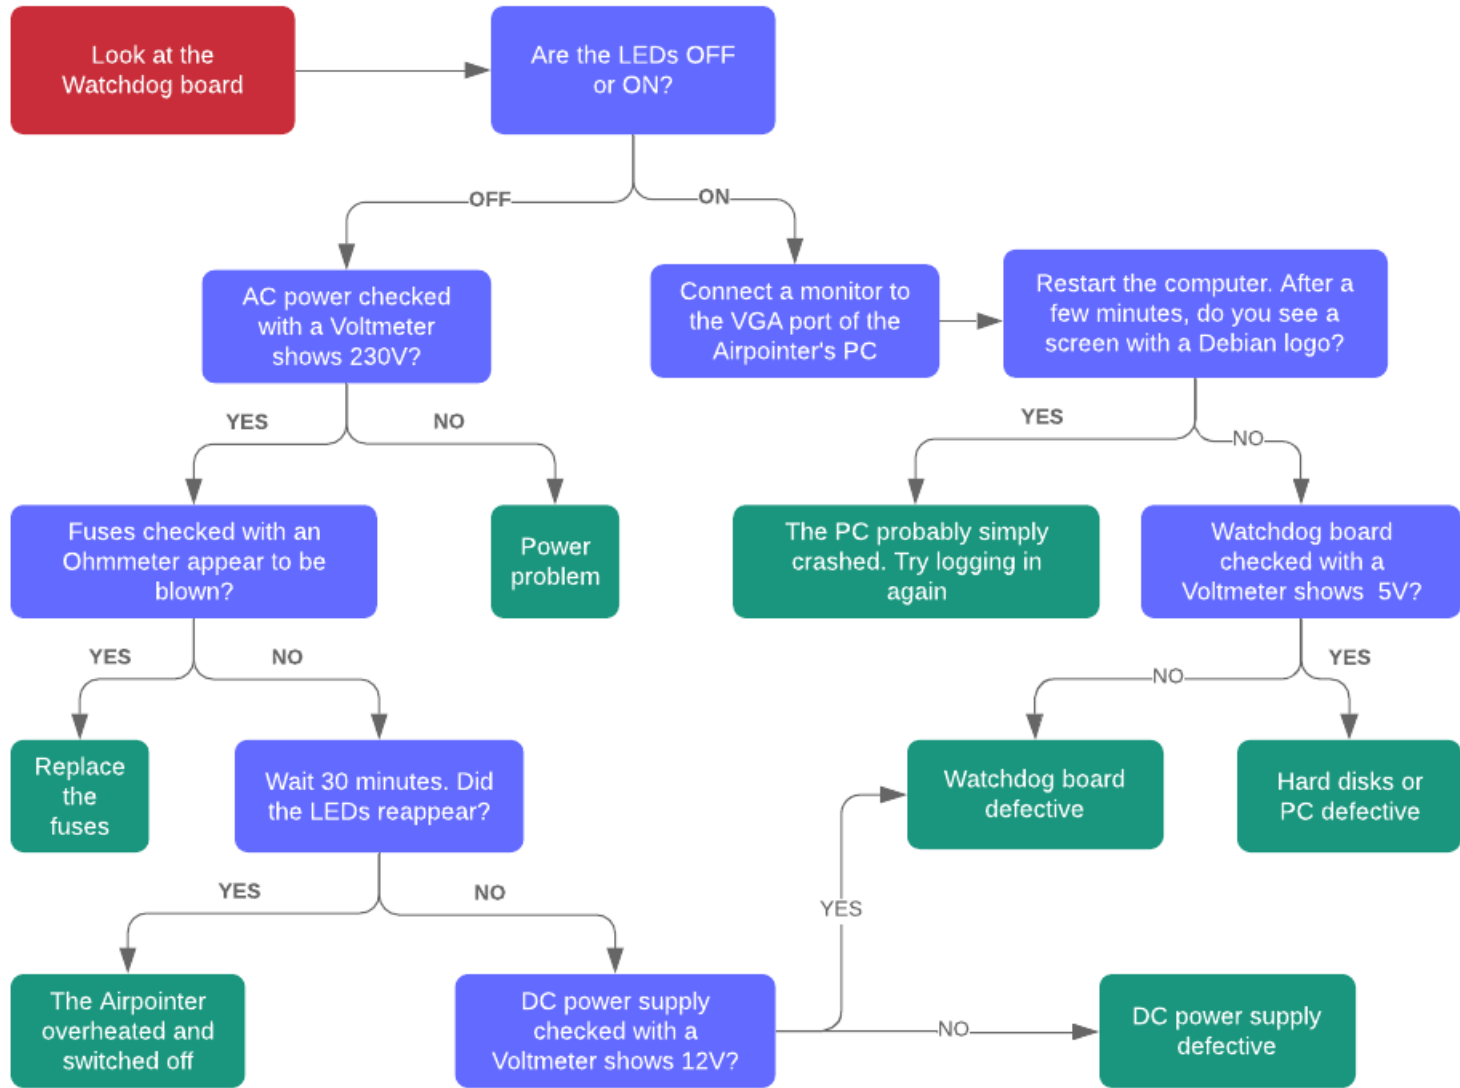 Look at the
Watchdog board
Are the LEDs OFF
or ON?
OFF
ON
AC power checked
with a Voltmeter
shows 230V?
Connect a monitor to
the VGA port of the
Airpointer's PC
Restart the computer. After a
few minutes, do you see a
screen with a Debian logo?
YES
NO
YES
NO
Fuses checked with an
Ohmmeter appear to be
blown?
Power
problem
The PC probably simply
crashed. Try logging in
again
Watchdog board
checked with a
Voltmeter shows  5V?
YES
NO
NO
YES
Replace
the
fuses
Wait 30 minutes. Did
the LEDs reappear?
Watchdog board
defective
Hard disks or
PC defective
YES
NO
YES
The Airpointer
overheated and
switched off
DC power supply
checked with a
Voltmeter shows 12V?
NO
DC power supply
defective